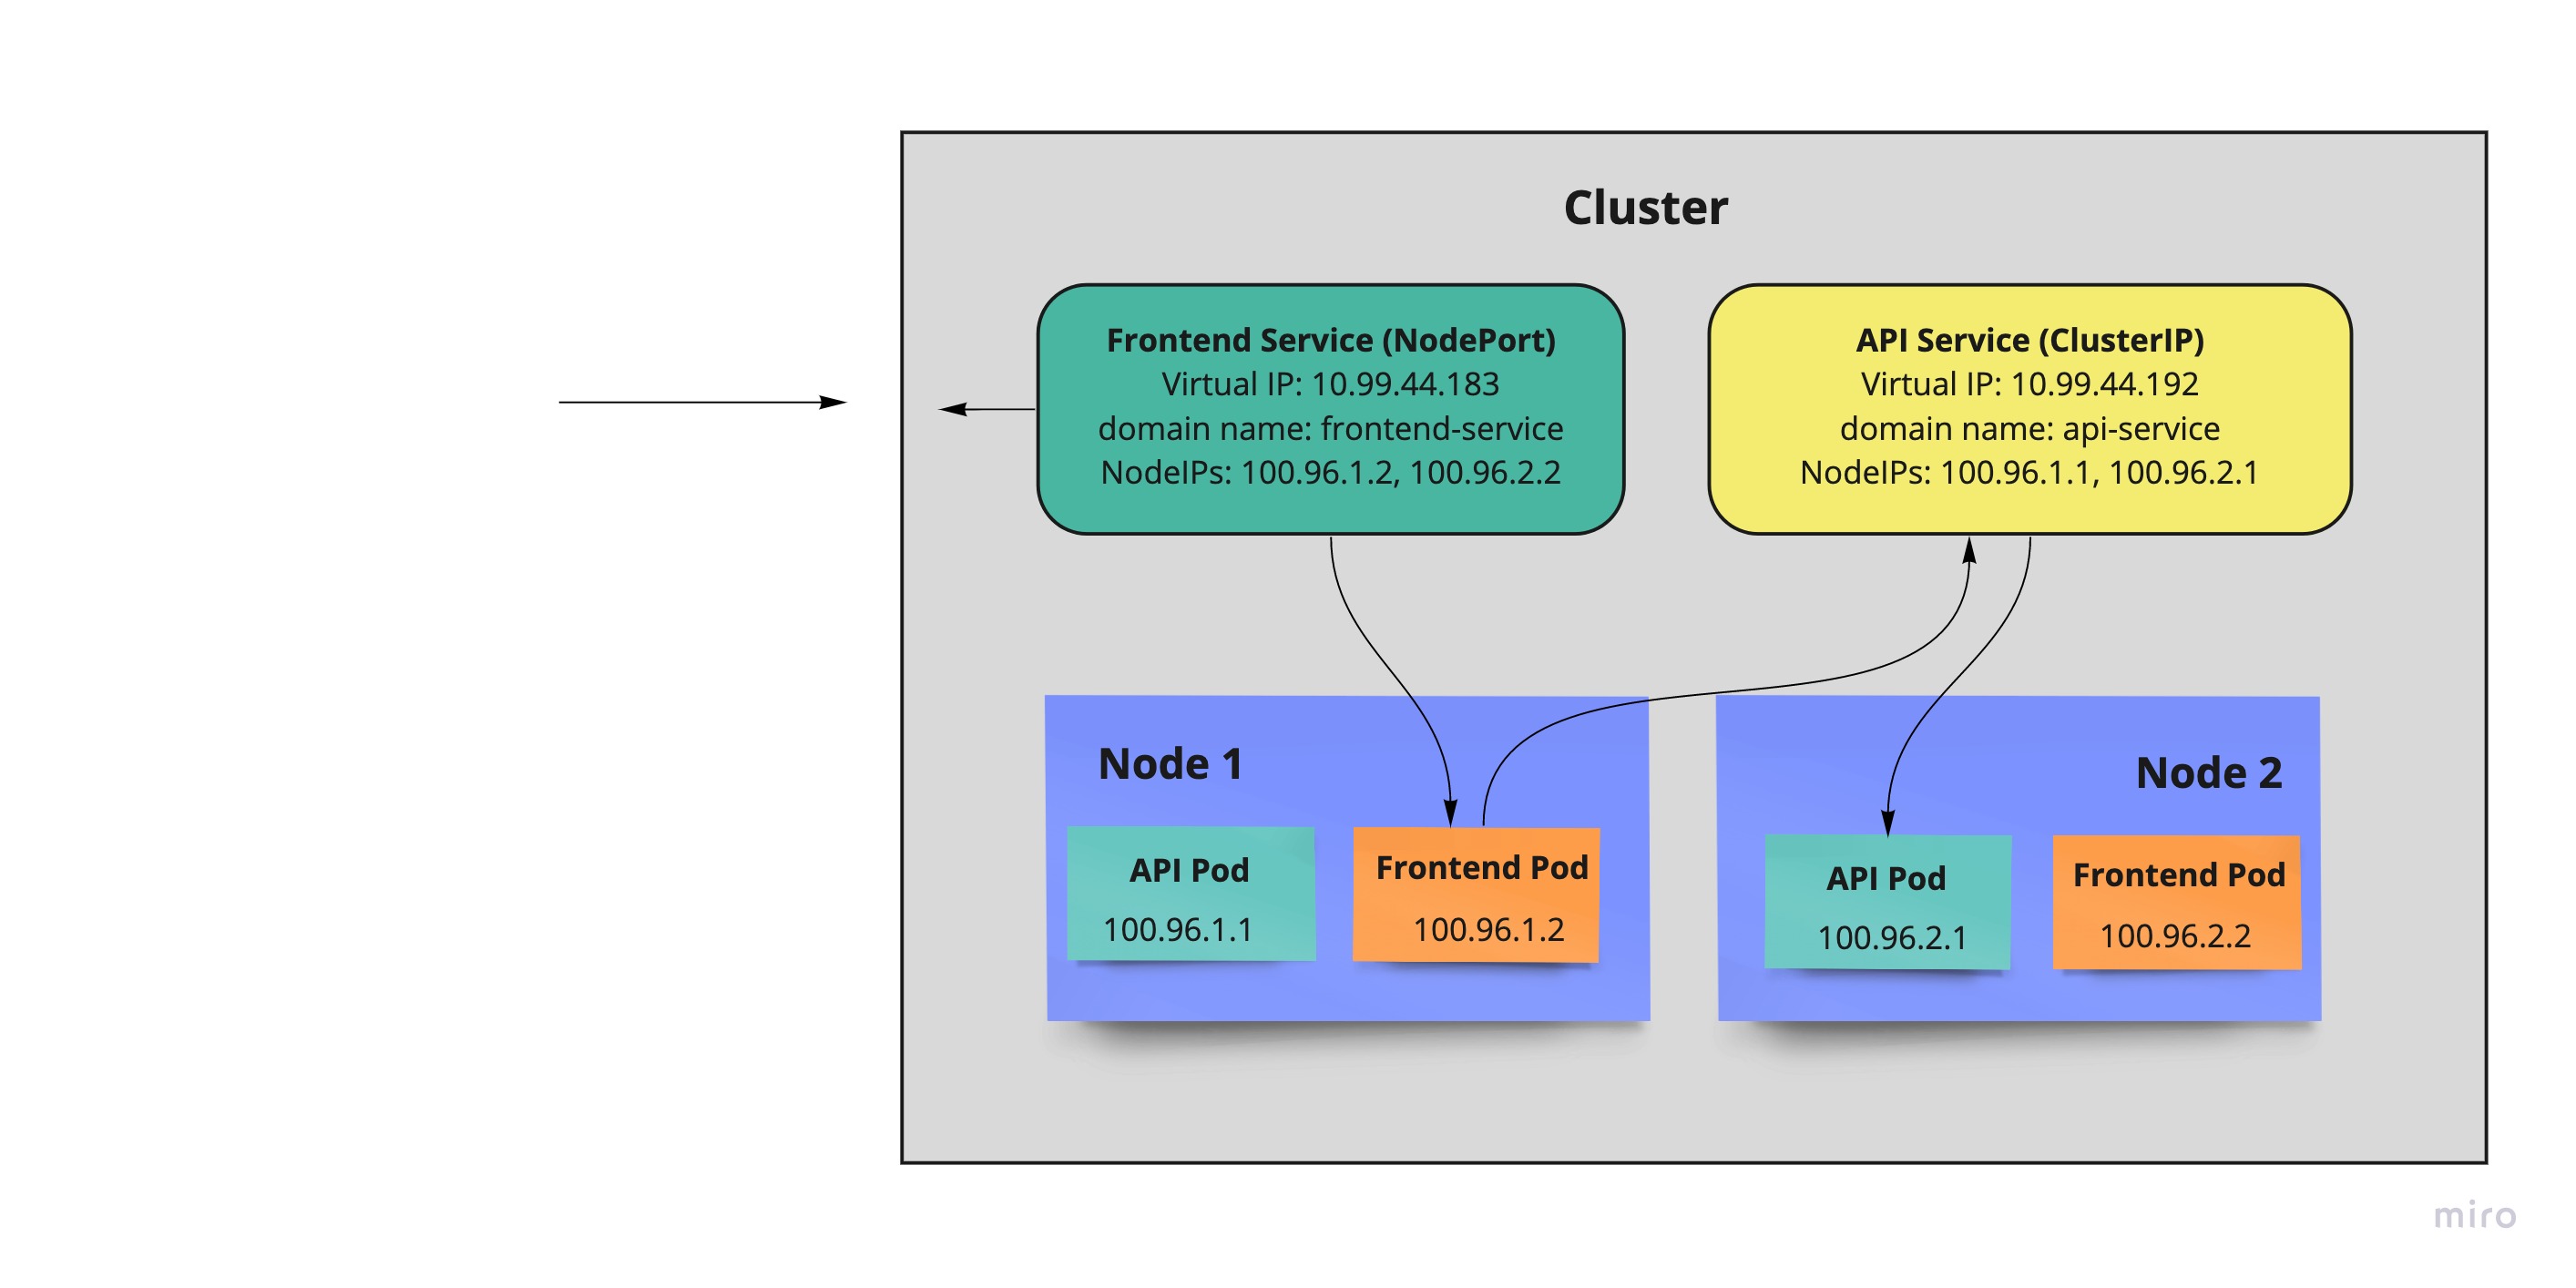 Cluster
Frontend Service (NodePort)
Virtual IP: 10.99.44.183
domain name: frontend-service
NodeIPs: 100.96.1.2, 100.96.2.2
API Service (ClusterIP)
Virtual IP: 10.99.44.192
domain name: api-service
NodeIPs: 100.96.1.1, 100.96.2.1
Node 1
API Pod
100.96.1.1
Frontend Pod
100.96.1.2
Node 2
API Pod
100.96.2.1
Frontend Pod
100.96.2.2
miro